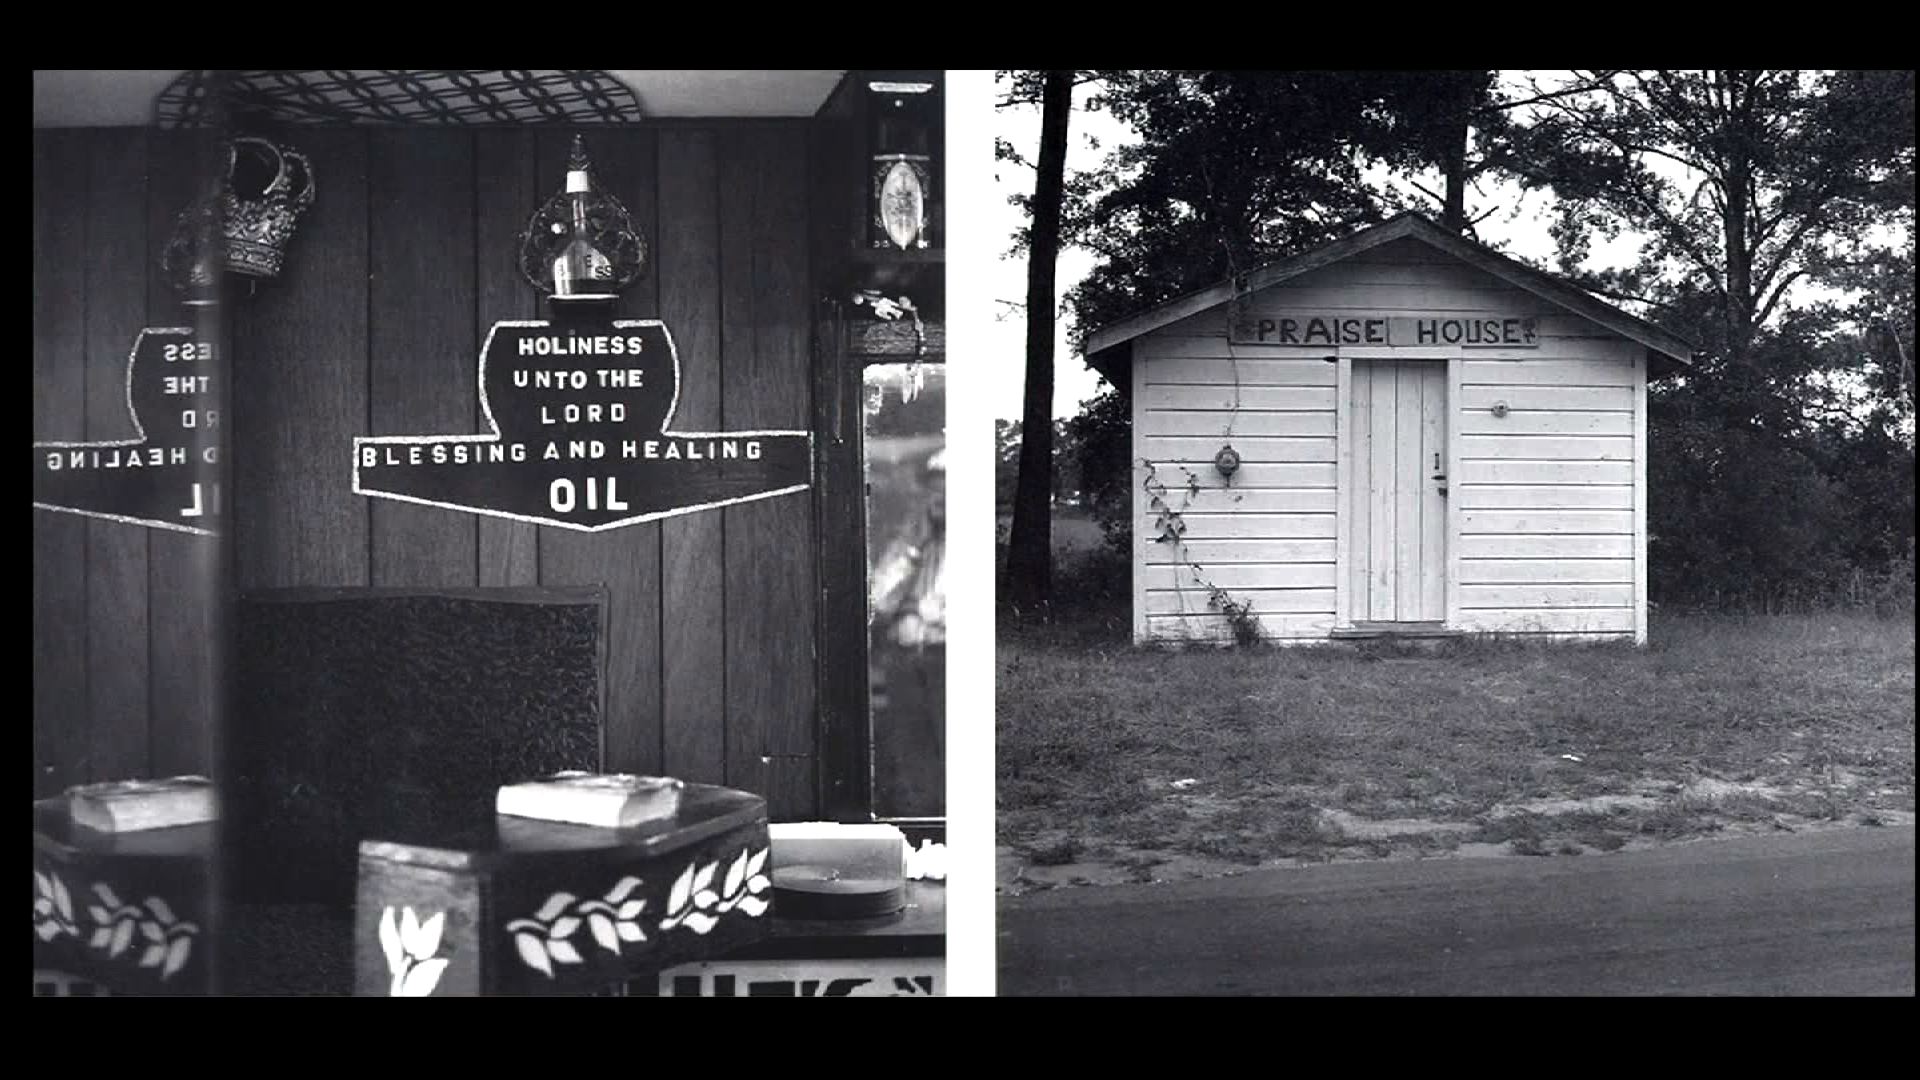 HOLINESS
UNTO THE
LORD
BLESSING AND HEALING
OIL
PRAISE HOUSE